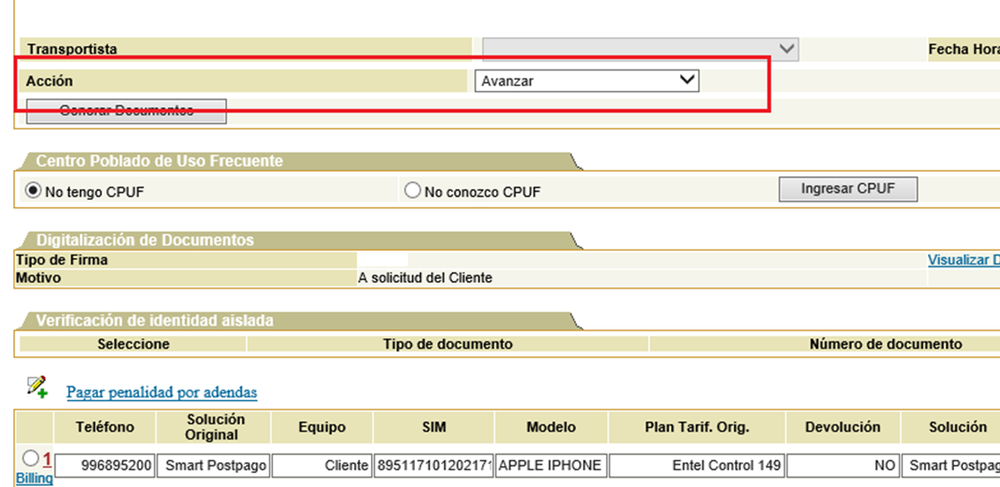 Transportista Fecha Hora
Acción Avanzar
Generar Documentos
Centro Poblado de Uso Frecuente
No tengo CPUF No conozco CPUF Ingresar CPUF
Digitalización de Documentos
Tipo de Firma Visualizar D
Motivo A solicitud del Cliente
Verificación de identidad aislada
Seleccione Tipo de documento Número de documento
Pagar penalidad por adendas
Teléfono Solución Original Equipo SIM Modelo Plan Tarif. Orig. Devolución Solución
1 996895200 Smart Postpago Cliente 89511710120217 APPLE IPHONE Entel Control 149 NO Smart Postpag
Billing